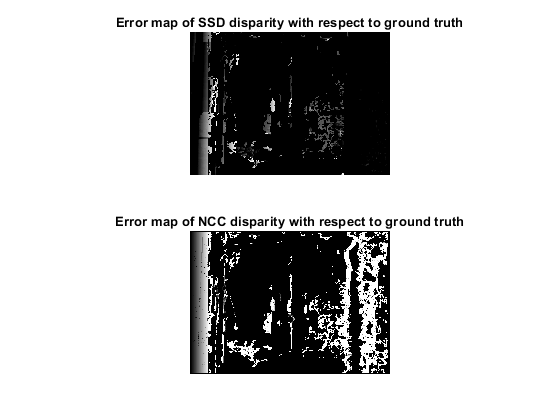 Error map of SSD disparity with respect to ground truth
Error map of NCC disparity with respect to ground truth